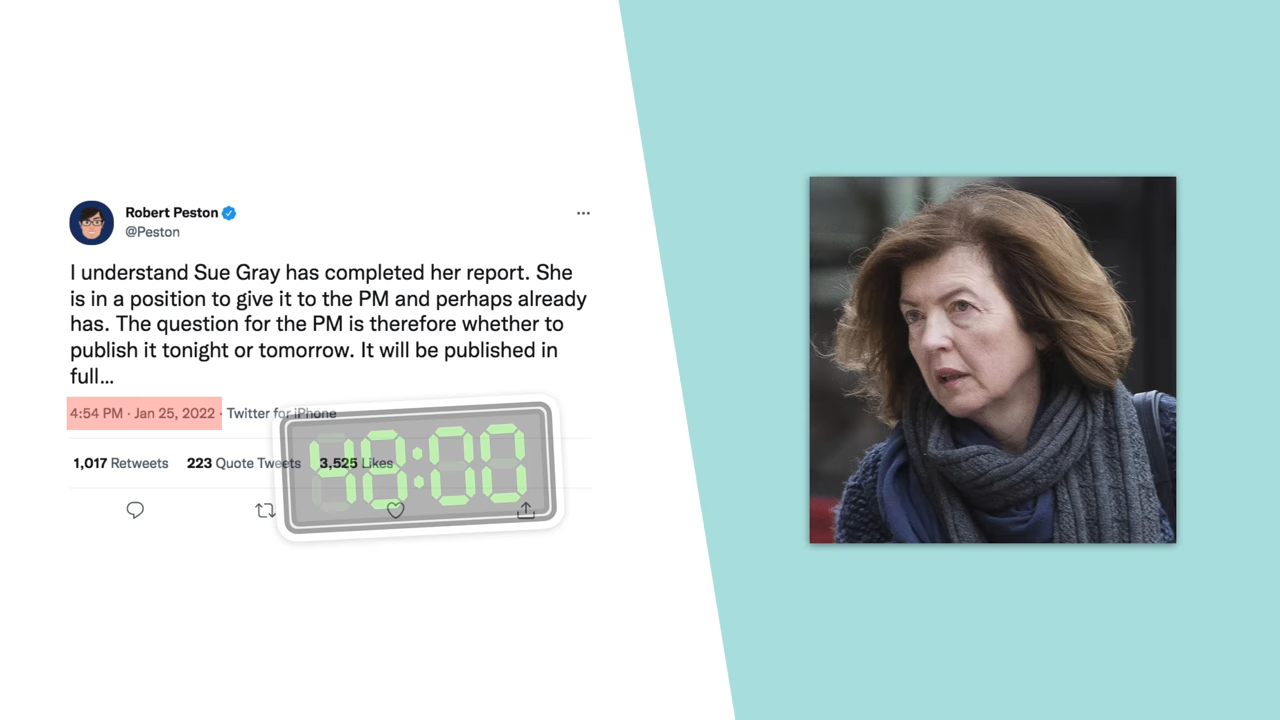 Robert Peston
@Peston
I understand Sue Gray has completed her report. She
is in a position to give it to the PM and perhaps already
has. The question for the PM is therefore whether to
publish it tonight or tomorrow. It will be published in
full...
4:54 PM · Jan 25, 2022 · Twitter for iPhone
1,017 Retweets 223 Quote Tweets 3,525 Likes
48:00